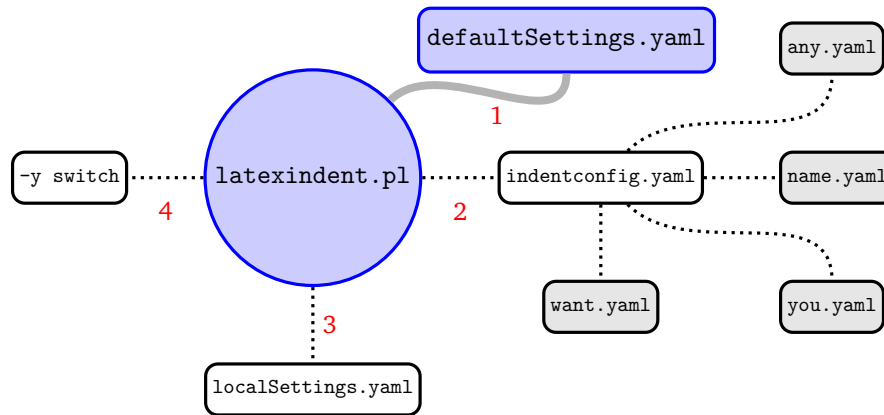 defaultSettings.yaml
any.yaml
1
-y switch
latexindent.pl
indentconfig.yaml
name.yaml
4
2
want.yaml
you.yaml
3
localSettings.yaml